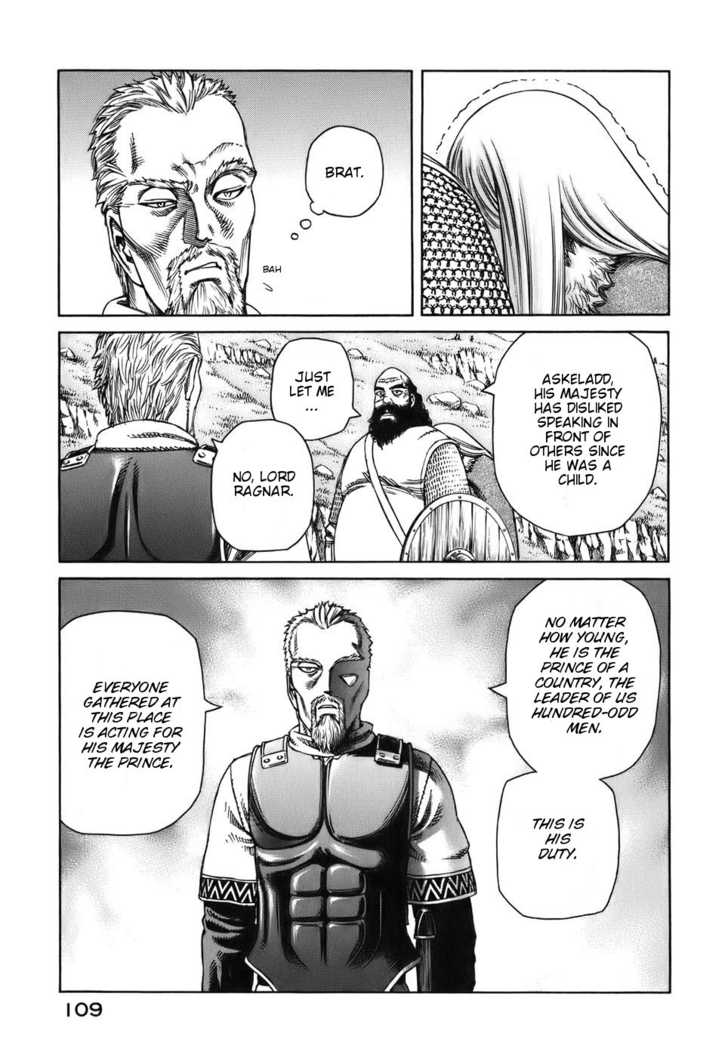 BRAT.
BAH
ASKELADD,
HIS MAJESTY
HAS DISLIKED
SPEAKING IN
FRONT OF
OTHERS SINCE
HE WAS A
CHILD.
JUST
LET ME
...
NO, LORD
RAGNAR.
NO MATTER
HOW YOUNG,
HE IS THE
PRINCE OF A
COUNTRY, THE
LEADER OF US
HUNDRED-ODD
MEN.
THIS IS
HIS
DUTY.
EVERYONE
GATHERED AT
THIS PLACE
IS ACTING FOR
HIS MAJESTY
THE PRINCE.
109